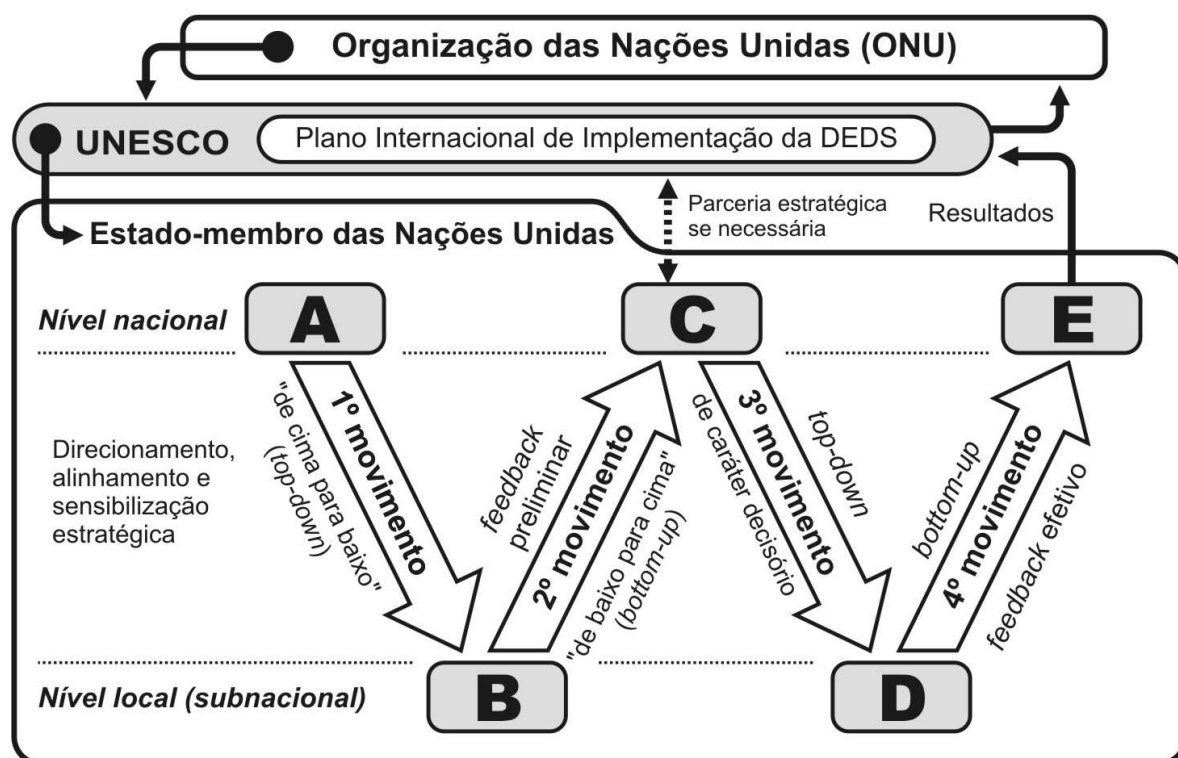 Organização das Nações Unidas (ONU)
UNESCO
Plano Internacional de Implementação da DEDS
Parceria estratégica
se necessária
Resultados
Estado-membro das Nações Unidas
Nível nacional
A
C
E
Direcionamento,
alinhamento e
sensibilização
estratégica
1º movimento
"de cima para baixo"
(top-down)
feedback
preliminar
2º movimento
"de baixo para cima"
(bottom-up)
3º movimento
top-down
de caráter decisório
bottom-up
4º movimento
feedback efetivo
Nível local (subnacional)
B
D